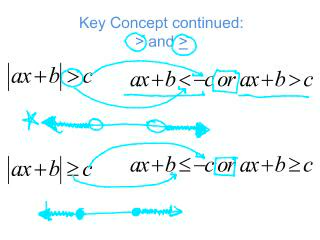 Key Concept continued:
> and ≥
|ax+b|>c ax+b<−c or ax+b>c
|ax+b|≥c ax+b≤−c or ax+b≥c